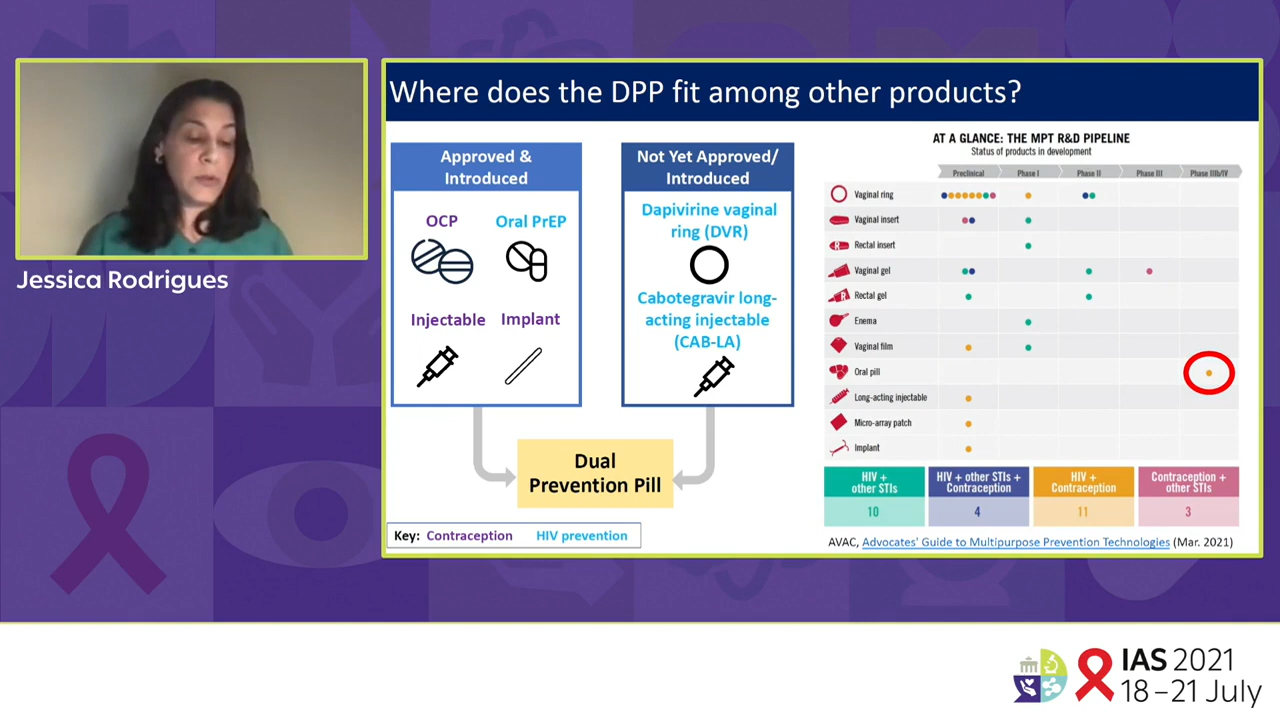 Jessica Rodrigues
Where does the DPP fit among other products?
Approved &
Introduced
OCP
Oral PrEP
Injectable
Implant
Not Yet Approved/
Introduced
Dapivirine vaginal
ring (DVR)
Cabotegravir long-
acting injectable
(CAB-LA)
Dual
Prevention Pill
Key: Contraception HIV prevention
AT A GLANCE: THE MPT R&D PIPELINE
Status of products in development
Preclinical Phase I Phase II Phase III Phase IIIb/IV
Vaginal ring
Vaginal insert
R Rectal insert
Vaginal gel
R Rectal gel
Enema
Vaginal film
Oral pill
Long-acting injectable
Micro-array patch
Implant
HIV +
other STIs
10
HIV + other STIs +
Contraception
4
HIV +
Contraception
11
Contraception +
other STIs
3
AVAC, Advocates' Guide to Multipurpose Prevention Technologies (Mar. 2021)
IAS 2021
18–21 July